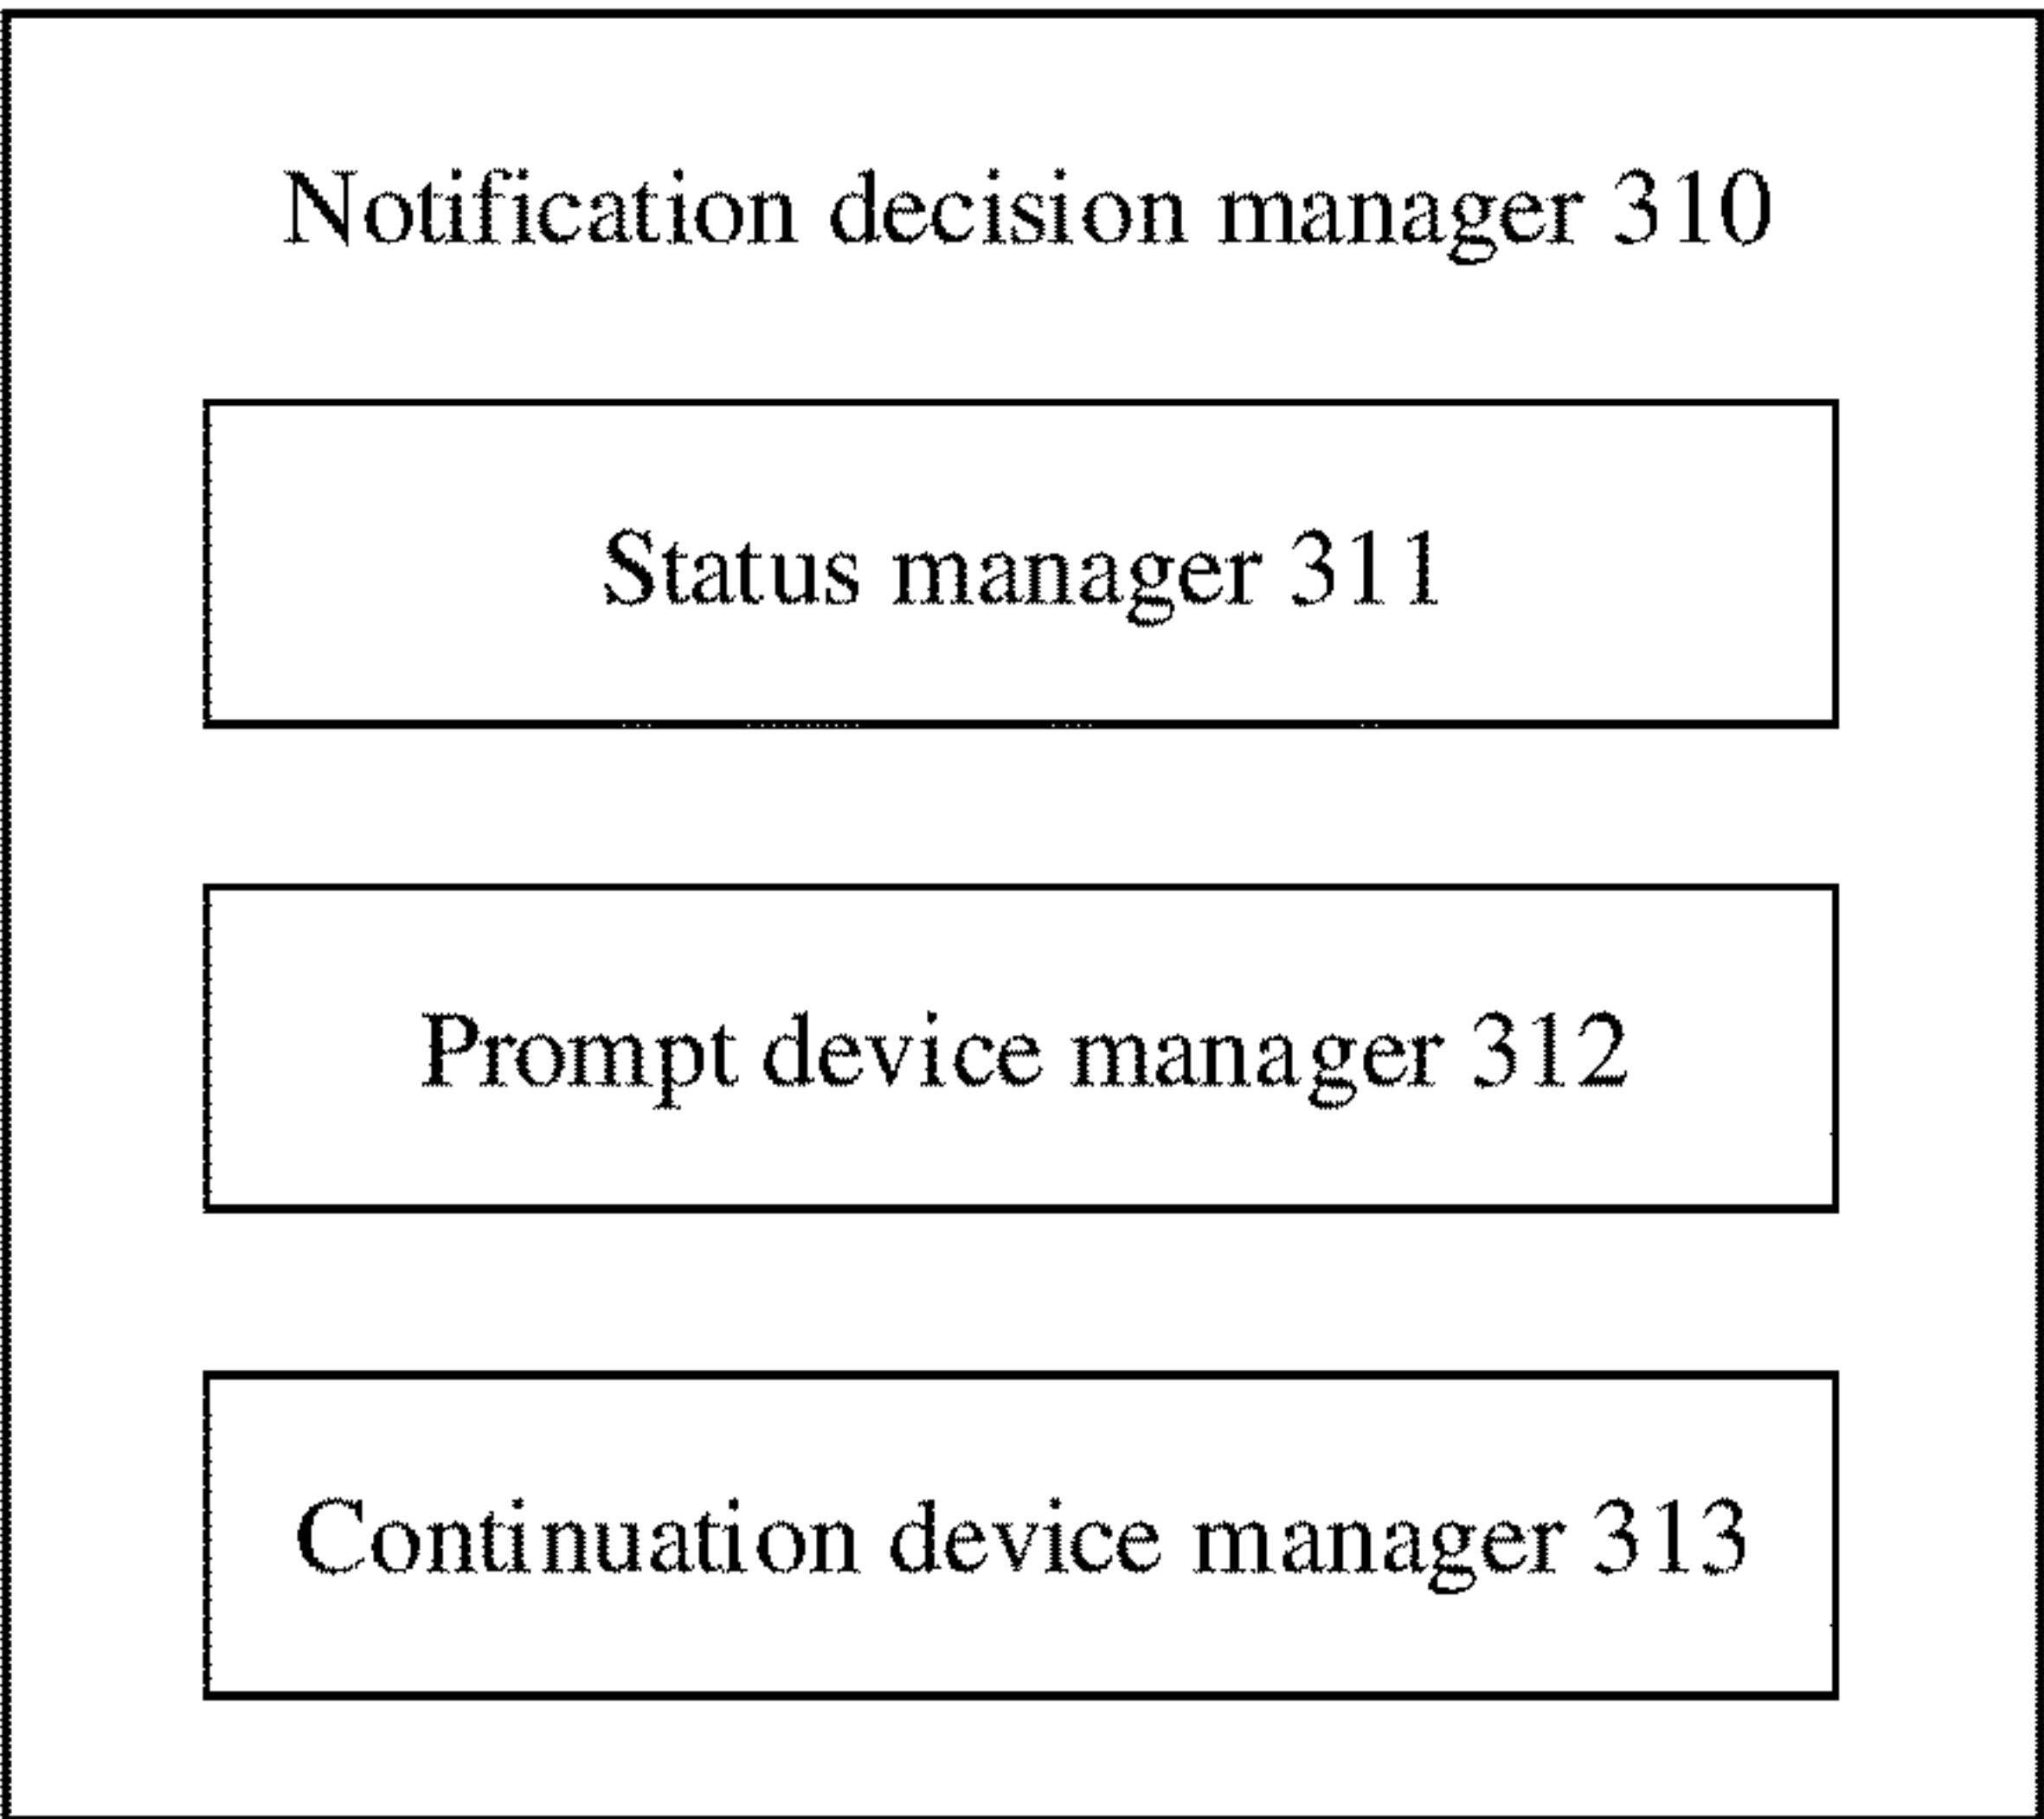 Notification decision manager 310
Status manager 311
Prompt device manager 312
Continuation device manager 313